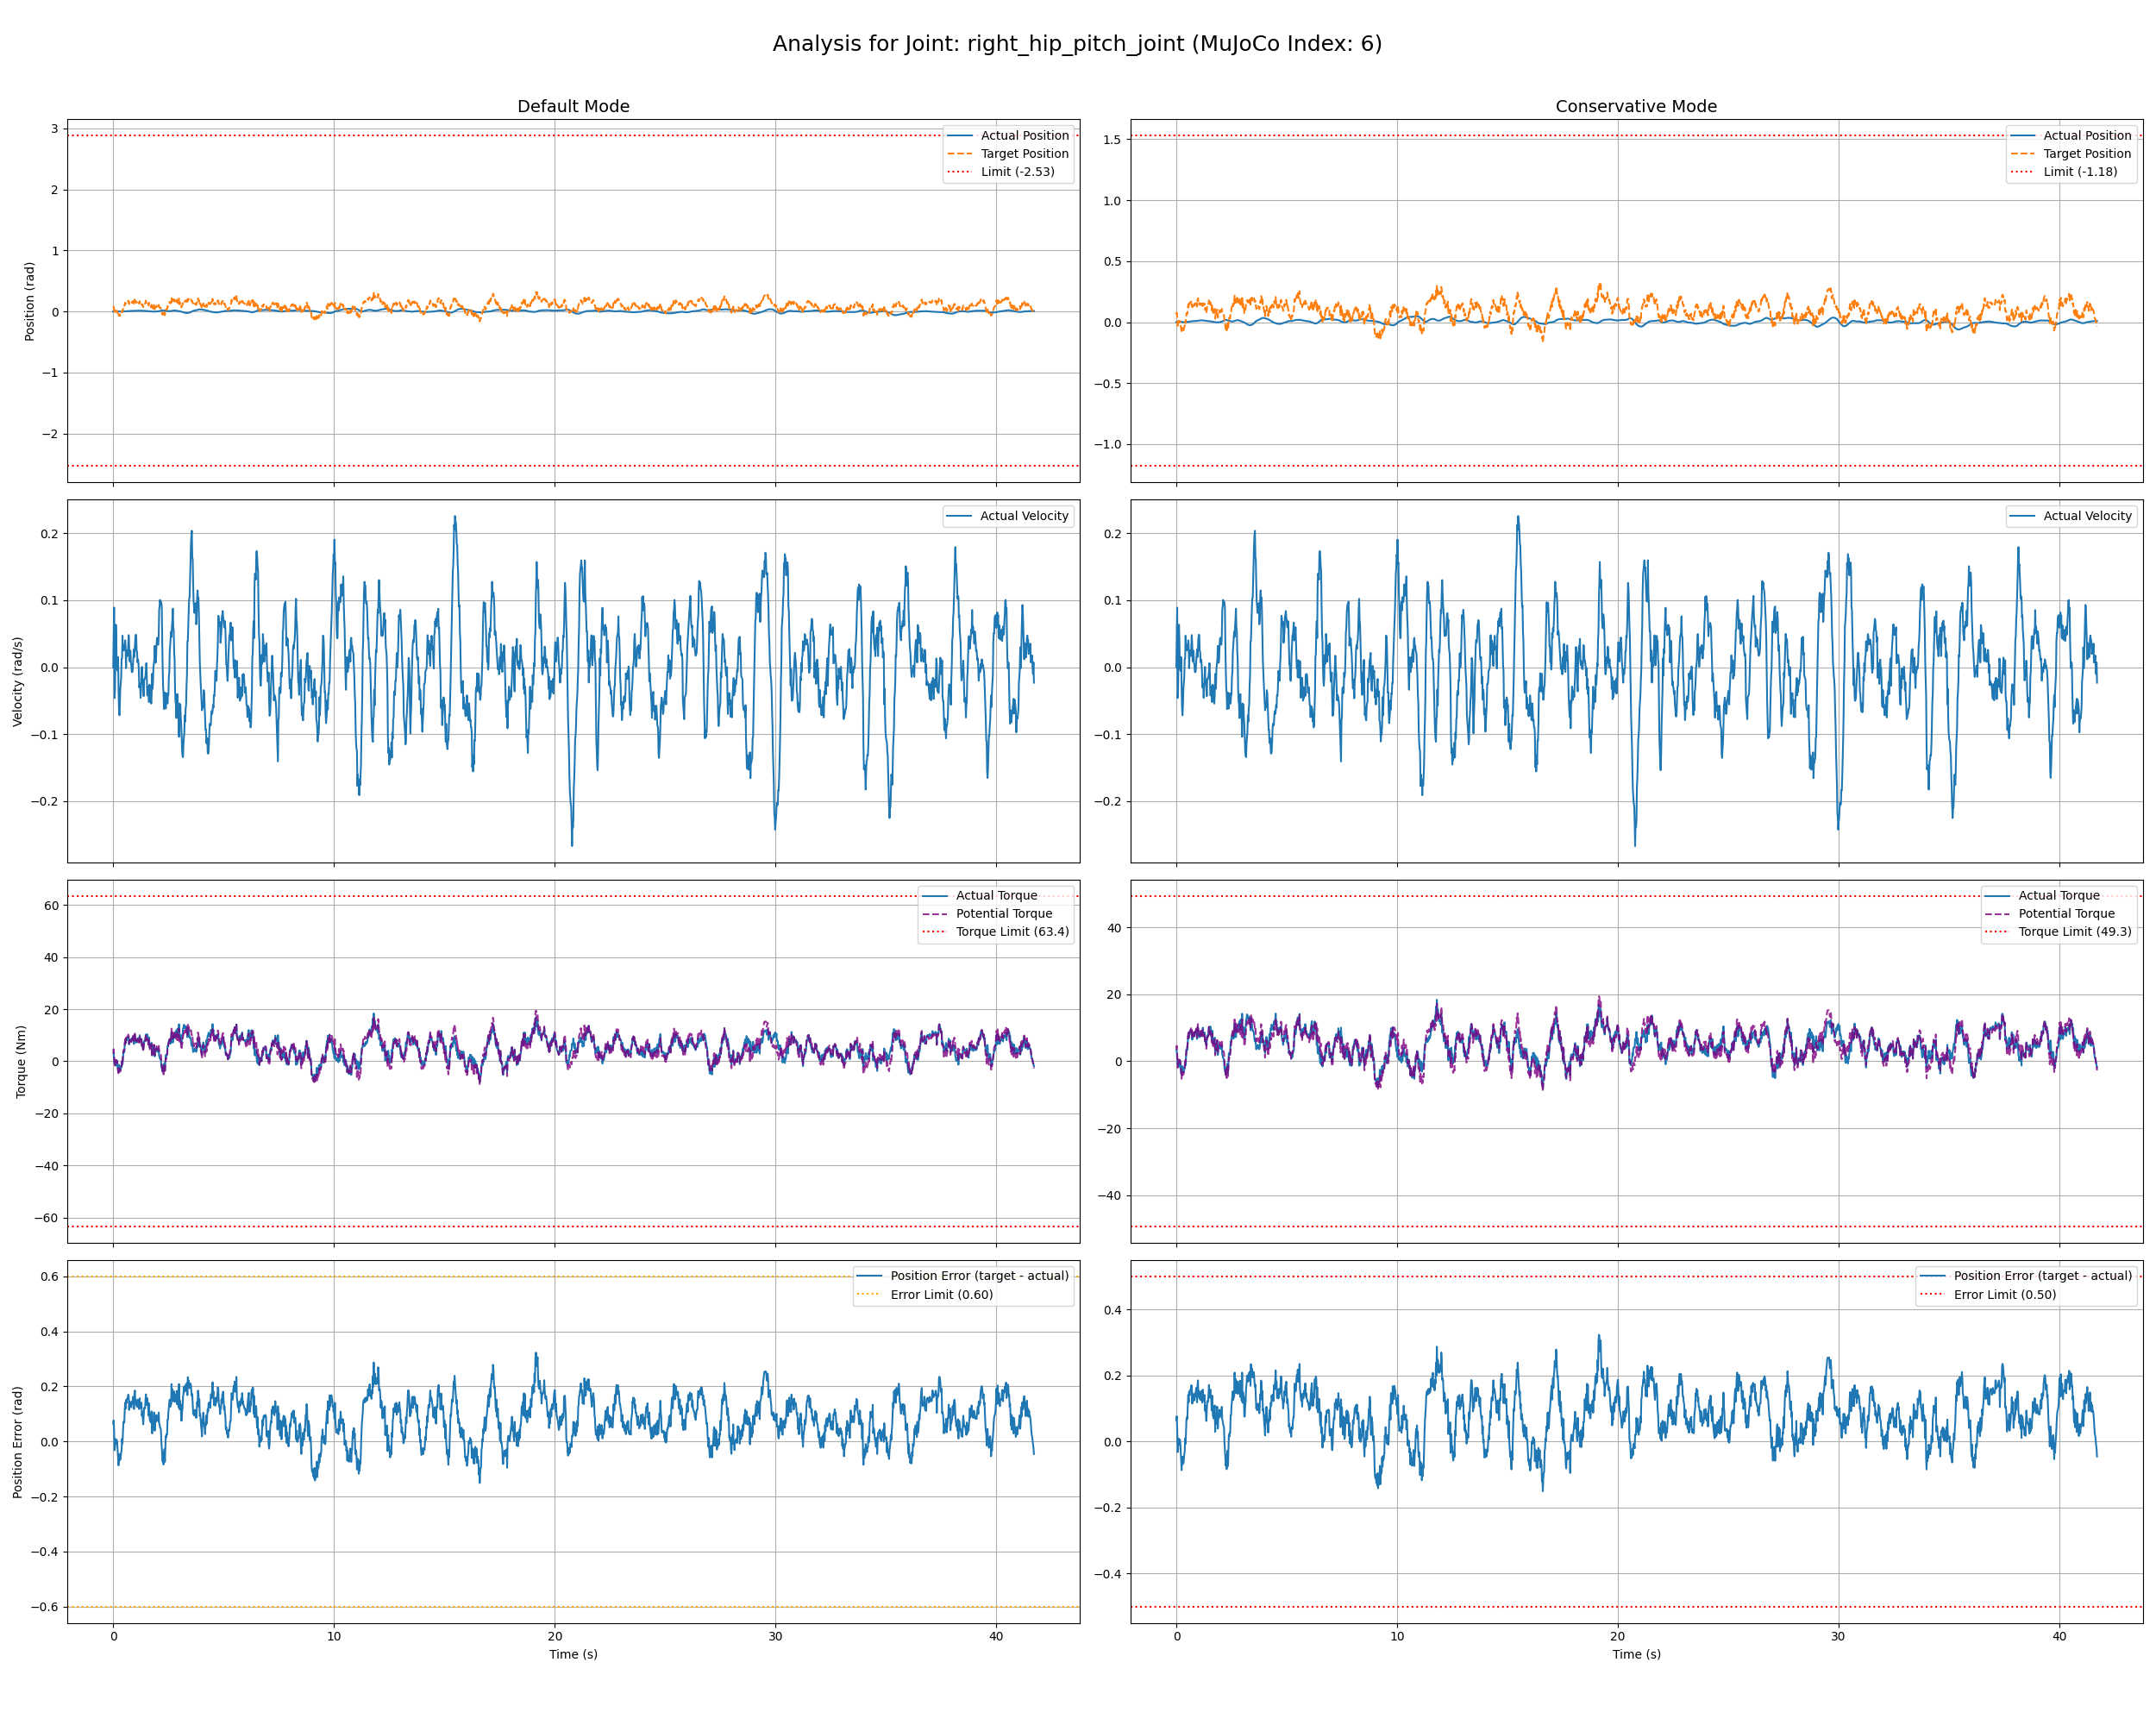 Analysis for Joint: right_hip_pitch_joint (MuJoCo Index: 6)
Default Mode
Conservative Mode
Position (rad)
3
2
1
0
−1
−2
Actual Position
Target Position
Limit (-2.53)
1.5
1.0
0.5
0.0
−0.5
−1.0
Actual Position
Target Position
Limit (-1.18)
Velocity (rad/s)
0.2
0.1
0.0
−0.1
−0.2
Actual Velocity
0.2
0.1
0.0
−0.1
−0.2
Actual Velocity
Torque (Nm)
60
40
20
0
−20
−40
−60
Actual Torque
Potential Torque
Torque Limit (63.4)
40
20
0
−20
−40
Actual Torque
Potential Torque
Torque Limit (49.3)
Position Error (rad)
0.6
0.4
0.2
0.0
−0.2
−0.4
−0.6
Position Error (target - actual)
Error Limit (0.60)
0 10 20 30 40
Time (s)
0.4
0.2
0.0
−0.2
−0.4
Position Error (target - actual)
Error Limit (0.50)
0 10 20 30 40
Time (s)